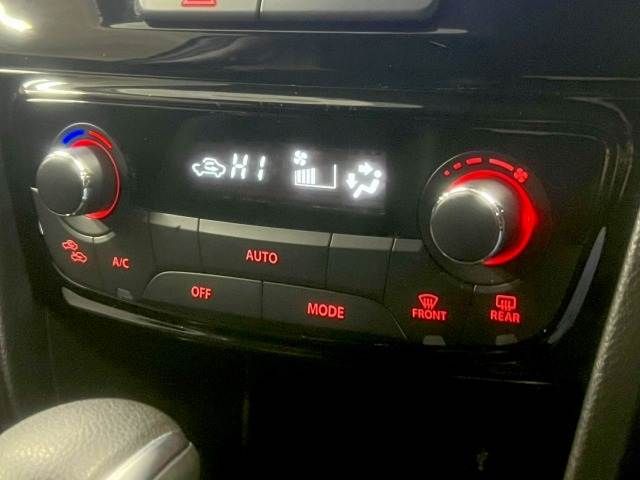 HI
AUTO
A/C
OFF
MODE
FRONT
REAR